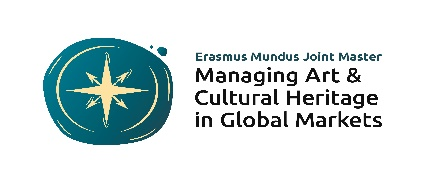 Erasmus Mundus Joint Master
Managing Art &
Cultural Heritage
in Global Markets